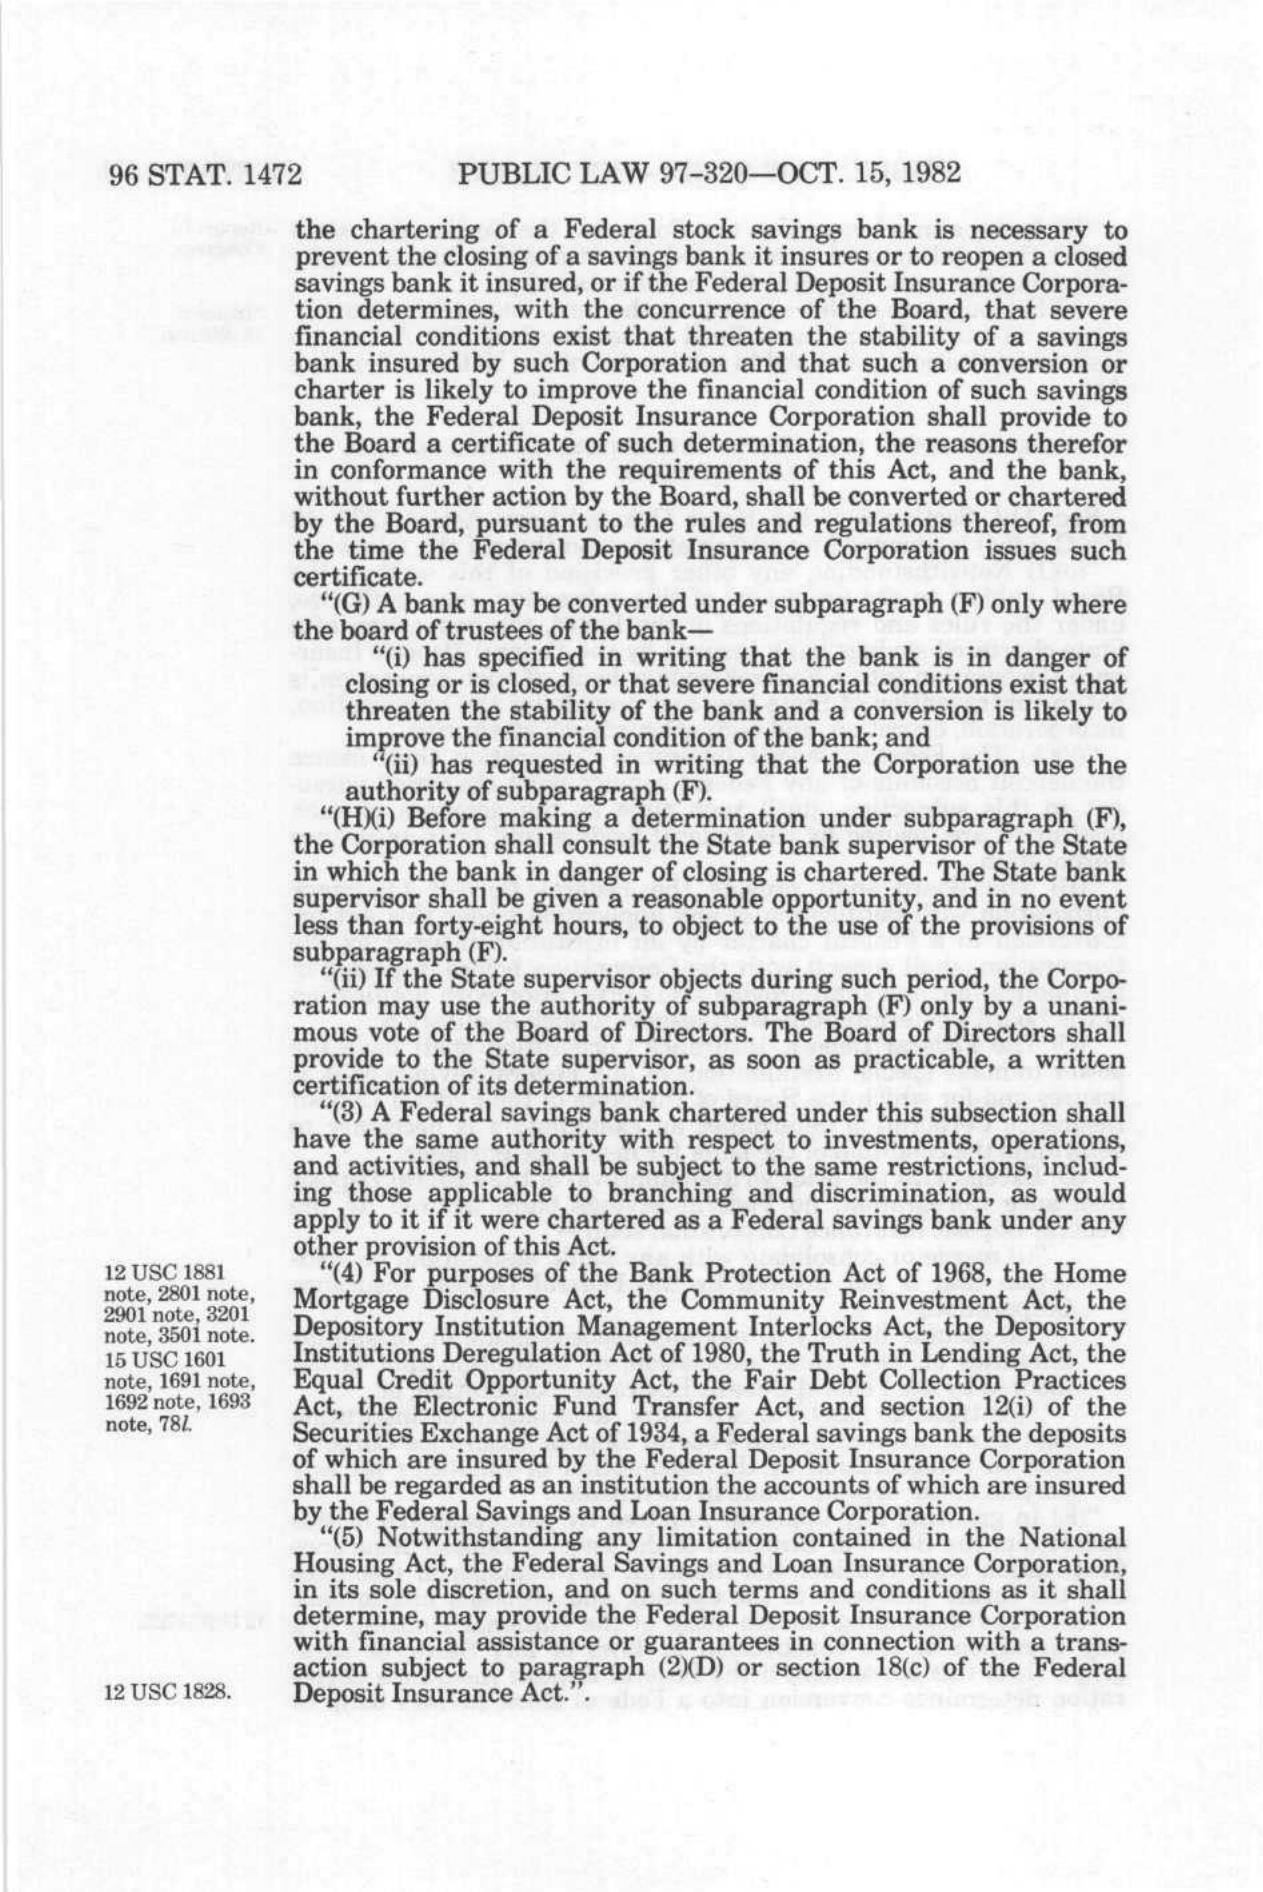 96 STAT. 1472 PUBLIC LAW 97–320—OCT. 15, 1982
the chartering of a Federal stock savings bank is necessary to
prevent the closing of a savings bank it insures or to reopen a closed
savings bank it insured, or if the Federal Deposit Insurance Corpora-
tion determines, with the concurrence of the Board, that severe
financial conditions exist that threaten the stability of a savings
bank insured by such Corporation and that such a conversion or
charter is likely to improve the financial condition of such savings
bank, the Federal Deposit Insurance Corporation shall provide to
the Board a certificate of such determination, the reasons therefor
in conformance with the requirements of this Act, and the bank,
without further action by the Board, shall be converted or chartered
by the Board, pursuant to the rules and regulations thereof, from
the time the Federal Deposit Insurance Corporation issues such
certificate.
“(G) A bank may be converted under subparagraph (F) only where
the board of trustees of the bank—
“(i) has specified in writing that the bank is in danger of
closing or is closed, or that severe financial conditions exist that
threaten the stability of the bank and a conversion is likely to
improve the financial condition of the bank; and
“(ii) has requested in writing that the Corporation use the
authority of subparagraph (F).
“(H)(i) Before making a determination under subparagraph (F),
the Corporation shall consult the State bank supervisor of the State
in which the bank in danger of closing is chartered. The State bank
supervisor shall be given a reasonable opportunity, and in no event
less than forty-eight hours, to object to the use of the provisions of
subparagraph (F).
“(ii) If the State supervisor objects during such period, the Corpo-
ration may use the authority of subparagraph (F) only by a unani-
mous vote of the Board of Directors. The Board of Directors shall
provide to the State supervisor, as soon as practicable, a written
certification of its determination.
“(3) A Federal savings bank chartered under this subsection shall
have the same authority with respect to investments, operations,
and activities, and shall be subject to the same restrictions, includ-
ing those applicable to branching and discrimination, as would
apply to it if it were chartered as a Federal savings bank under any
other provision of this Act.
12 USC 1881
note, 2801 note,
2901 note, 3201
note, 3501 note.
15 USC 1601
note, 1691 note,
1692 note, 1693
note, 78l.
“(4) For purposes of the Bank Protection Act of 1968, the Home
Mortgage Disclosure Act, the Community Reinvestment Act, the
Depository Institution Management Interlocks Act, the Depository
Institutions Deregulation Act of 1980, the Truth in Lending Act, the
Equal Credit Opportunity Act, the Fair Debt Collection Practices
Act, the Electronic Fund Transfer Act, and section 12(i) of the
Securities Exchange Act of 1934, a Federal savings bank the deposits
of which are insured by the Federal Deposit Insurance Corporation
shall be regarded as an institution the accounts of which are insured
by the Federal Savings and Loan Insurance Corporation.
“(5) Notwithstanding any limitation contained in the National
Housing Act, the Federal Savings and Loan Insurance Corporation,
in its sole discretion, and on such terms and conditions as it shall
determine, may provide the Federal Deposit Insurance Corporation
with financial assistance or guarantees in connection with a trans-
action subject to paragraph (2)(D) or section 18(c) of the Federal
12 USC 1828.
Deposit Insurance Act.”.